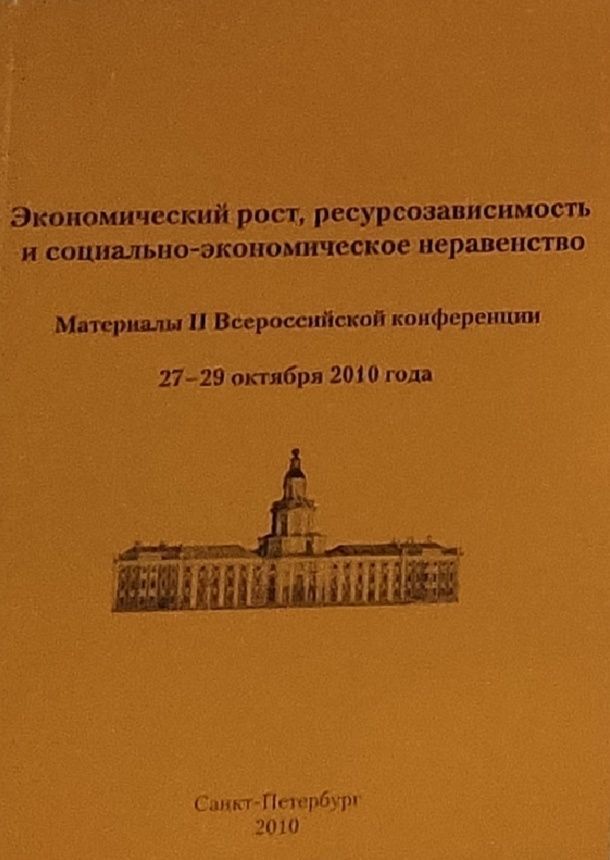 Экономический рост, ресурсозависимость
и социально-экономическое неравенство
Материалы II Всероссийской конференции
27–29 октября 2010 года
Санкт-Петербург
2010